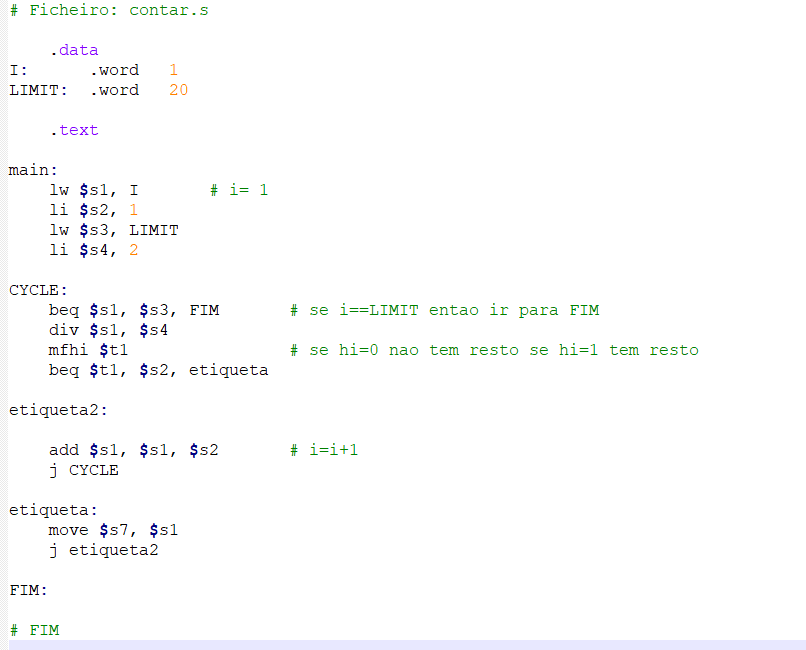 # Ficheiro: contar.s
.data
I: .word 1
LIMIT: .word 20
.text
main:
lw $s1, I # i= 1
li $s2, 1
lw $s3, LIMIT
li $s4, 2
CYCLE:
beq $s1, $s3, FIM # se i==LIMIT entao ir para FIM
div $s1, $s4
mfhi $t1 # se hi=0 nao tem resto se hi=1 tem resto
beq $t1, $s2, etiqueta
etiqueta2:
add $s1, $s1, $s2 # i=i+1
j CYCLE
etiqueta:
move $s7, $s1
j etiqueta2
FIM:
# FIM